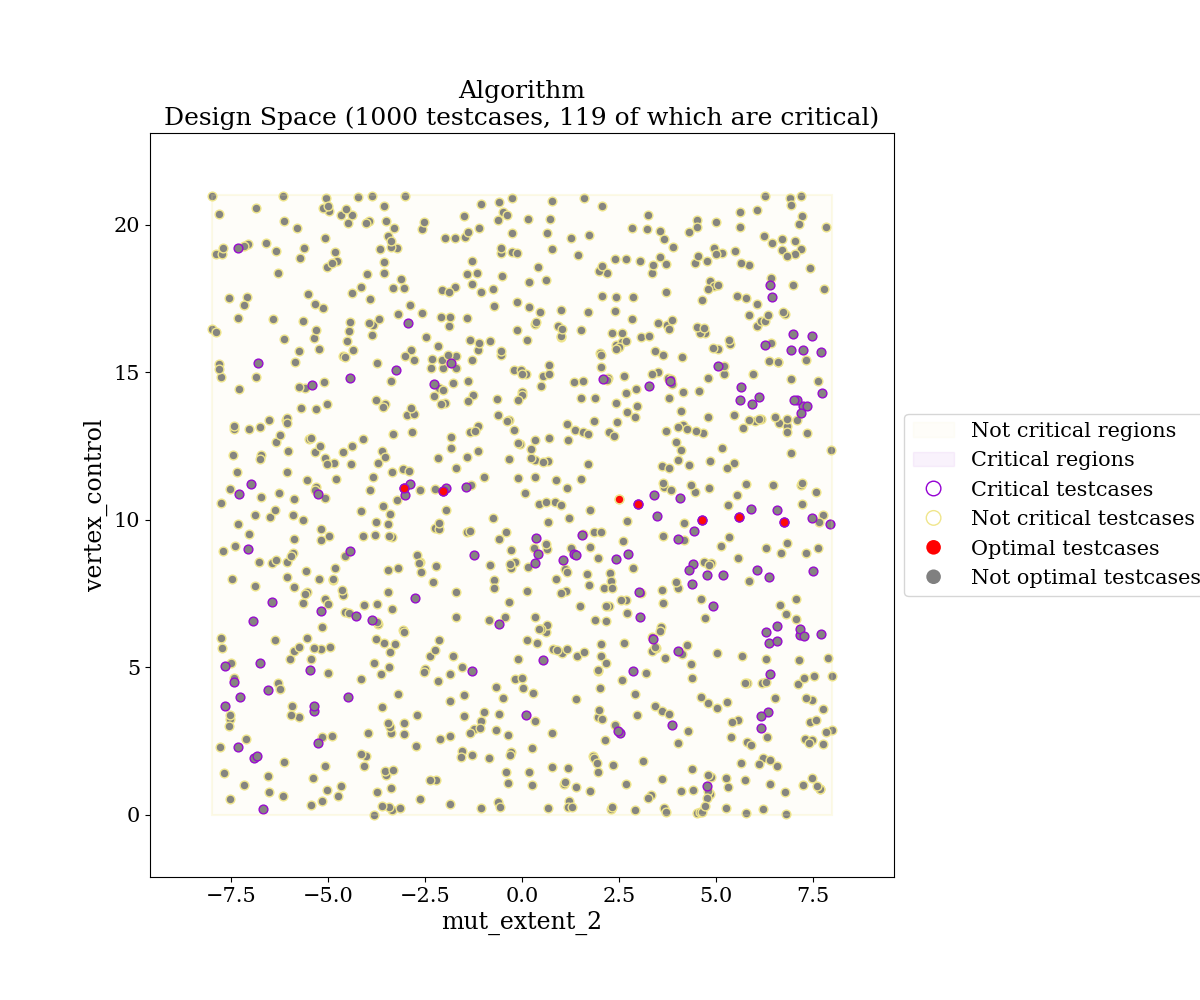 Algorithm
Design Space (1000 testcases, 119 of which are critical)
vertex_control
20
15
10
5
0
−7.5 −5.0 −2.5 0.0 2.5 5.0 7.5
mut_extent_2
Not critical regions
Critical regions
Critical testcases
Not critical testcases
Optimal testcases
Not optimal testcases